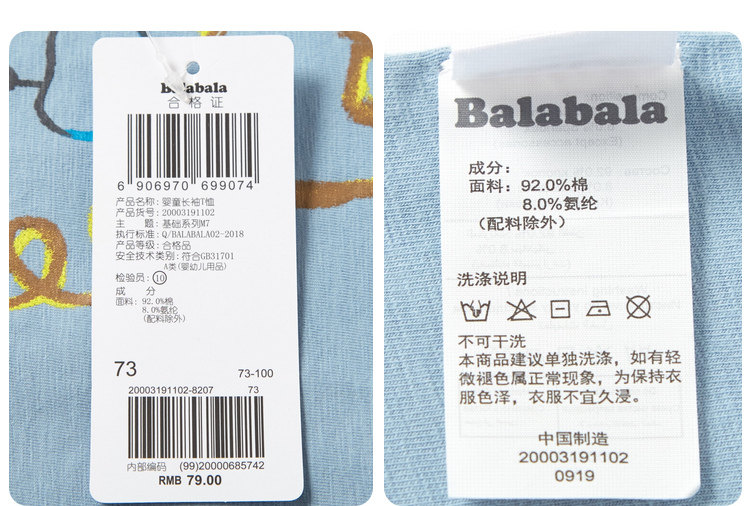 Balabala
合格证
6 906970 699074
产品名称: 婴童长袖T恤
产品货号: 20003191102
主 题: 基础系列M7
执行标准: Q/BALABALA02-2018
产品等级: 合格品
安全技术类别: 符合GB31701
A类(婴幼儿用品)
检验员: 10
成 分
面料: 92.0%棉
8.0%氨纶
(配料除外)
73 73-100
20003191102-8207 73
内部编码 (99)20000685742
RMB 79.00
Balabala
成分:
面料: 92.0%棉
8.0%氨纶
(配料除外)
洗涤说明
不可干洗
本商品建议单独洗涤，如有轻
微褪色属正常现象，为保持衣
服色泽，衣服不宜久浸。
中国制造
20003191102
0919